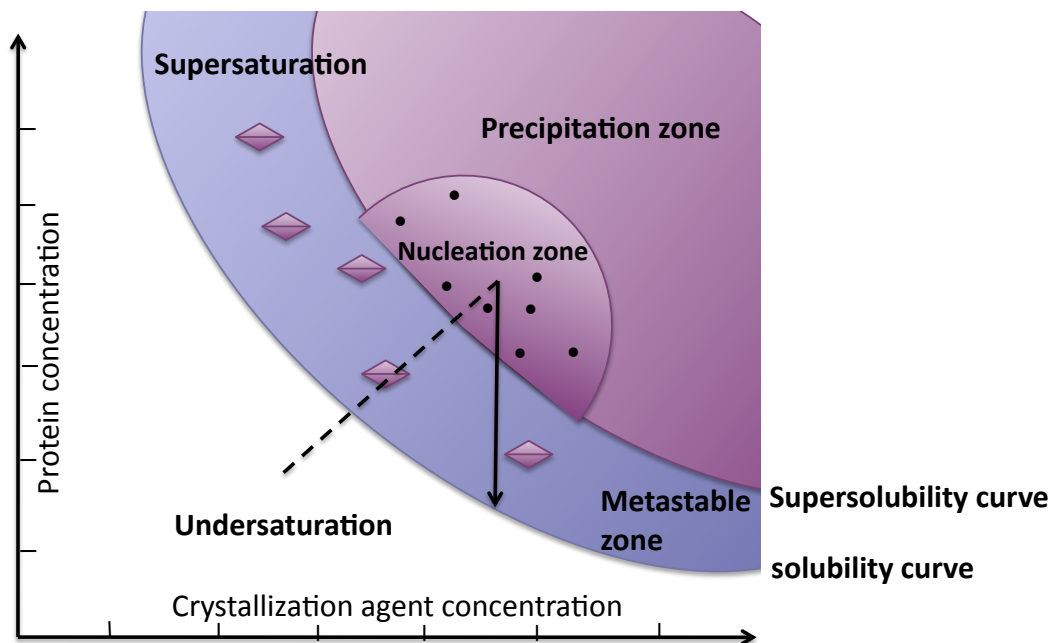 Supersaturation
Precipitation zone
Nucleation zone
Protein concentration
Metastable
zone
Supersolubility curve
Undersaturation
solubility curve
Crystallization agent concentration